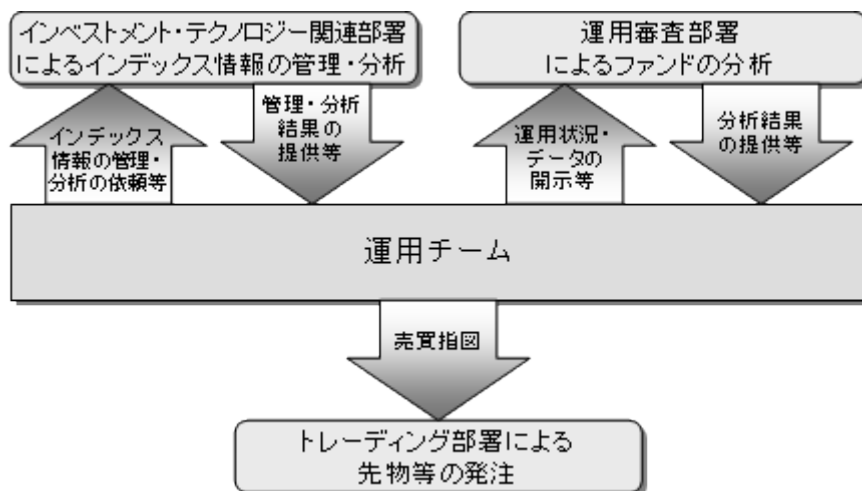 インベストメント・テクノロジー関連部署
によるインデックス情報の管理・分析
運用審査部署
によるファンドの分析
インデックス
情報の管理・
分析の依頼等
管理・分析
結果の
提供等
運用状況・
データの
開示等
分析結果
の提供等
運用チーム
売買指図
トレーディング部署による
先物等の発注